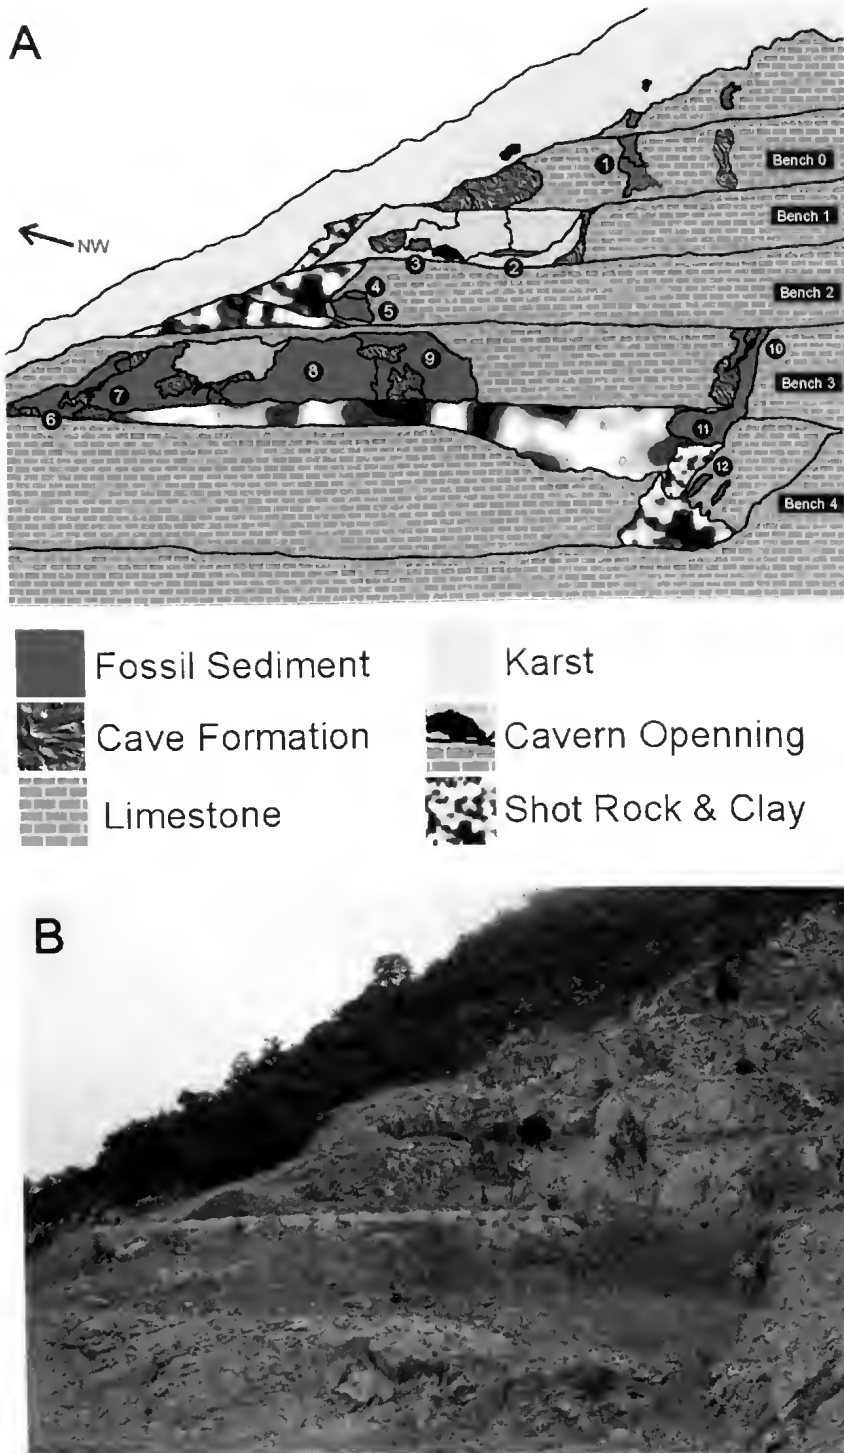 A
Bench 0
1
Bench 1
NW
3
2
4
Bench 2
5
10
9
8
Bench 3
7
6
11
12
Bench 4
Fossil Sediment
Karst
Cave Formation
Cavern Openning
Limestone
Shot Rock & Clay
B